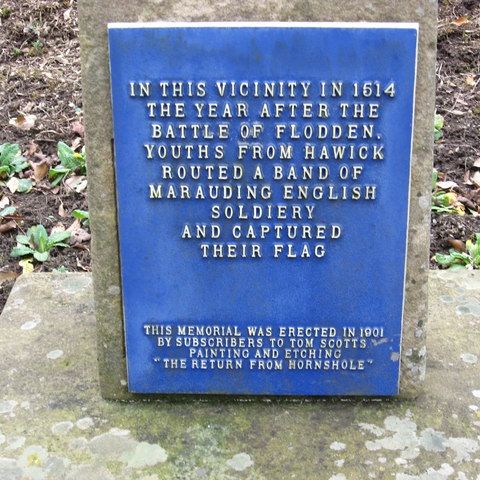 IN THIS VICINITY IN 1514
THE YEAR AFTER THE
BATTLE OF FLODDEN,
YOUTHS FROM HAWICK
ROUTED A BAND OF
MARAUDING ENGLISH
SOLDIERY
AND CAPTURED
THEIR FLAG
THIS MEMORIAL WAS ERECTED IN 1901
BY SUBSCRIBERS TO TOM SCOTTS
PAINTING AND ETCHING
"THE RETURN FROM HORNSHOLE"